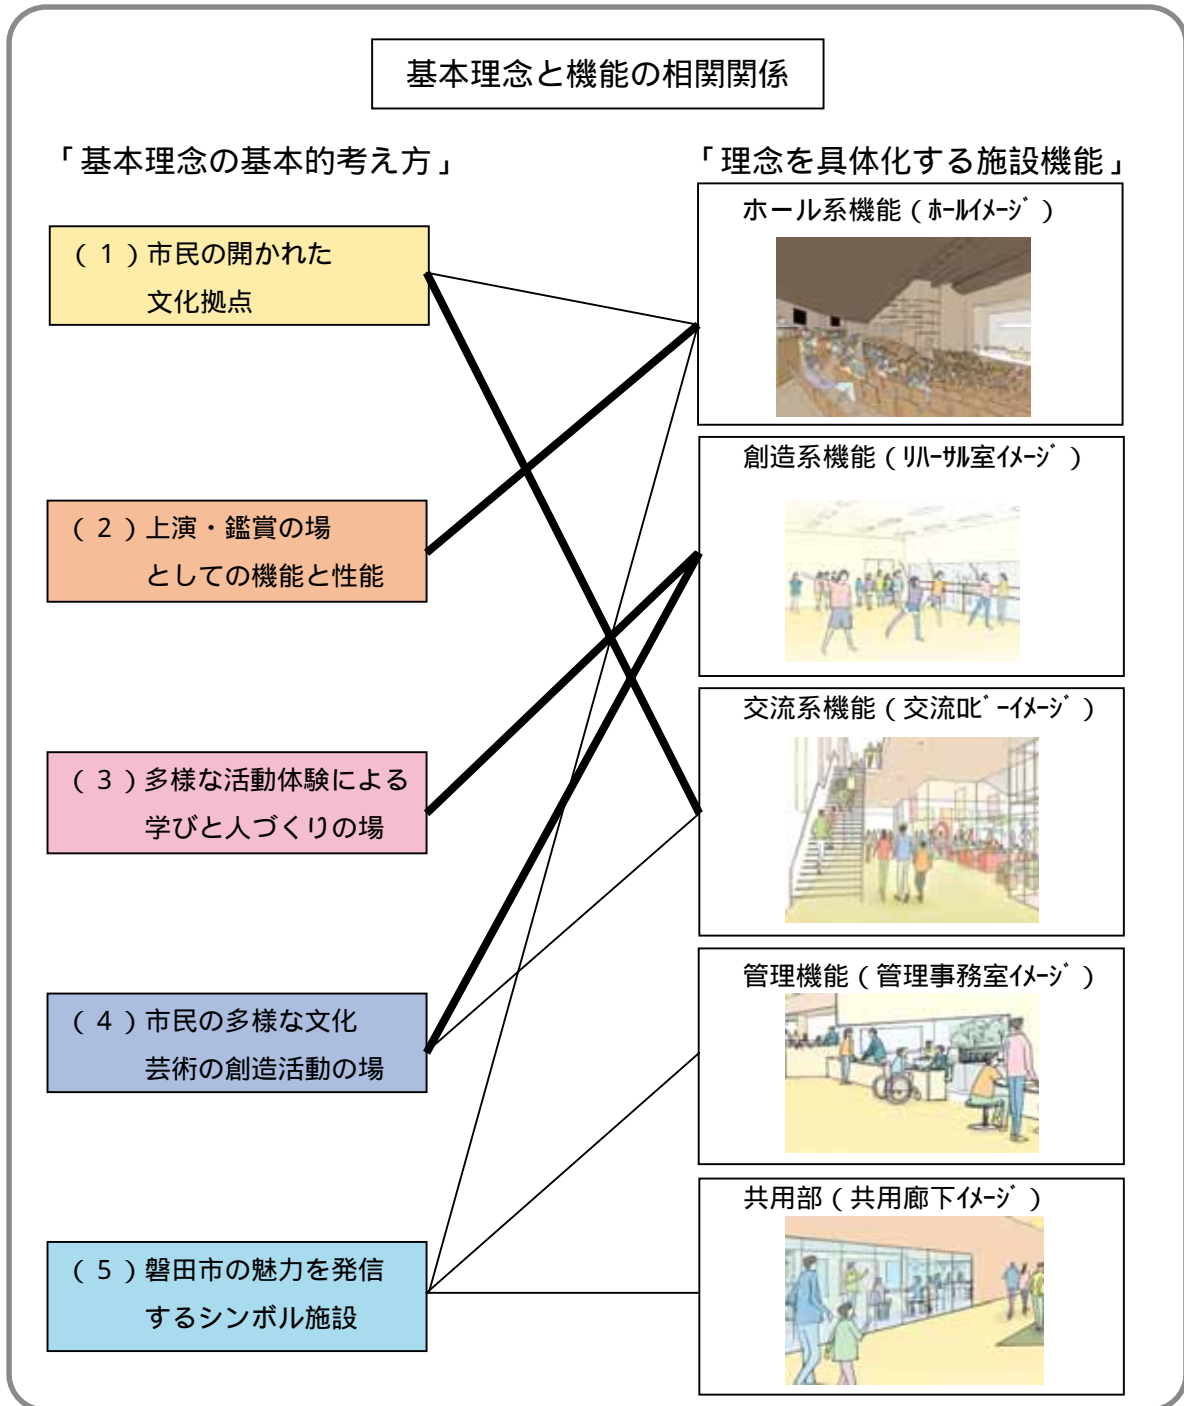 基本理念と機能の相関関係
「基本理念の基本的考え方」
「理念を具体化する施設機能」
(1)市民の開かれた
文化拠点
(2)上演・鑑賞の場
としての機能と性能
(3)多様な活動体験による
学びと人づくりの場
(4)市民の多様な文化
芸術の創造活動の場
(5)磐田市の魅力を発信
するシンボル施設
ホール系機能(ホールイメージ)
創造系機能(リハーサル室イメージ)
交流系機能(交流ロビーイメージ)
管理機能(管理事務室イメージ)
共用部(共用廊下イメージ)